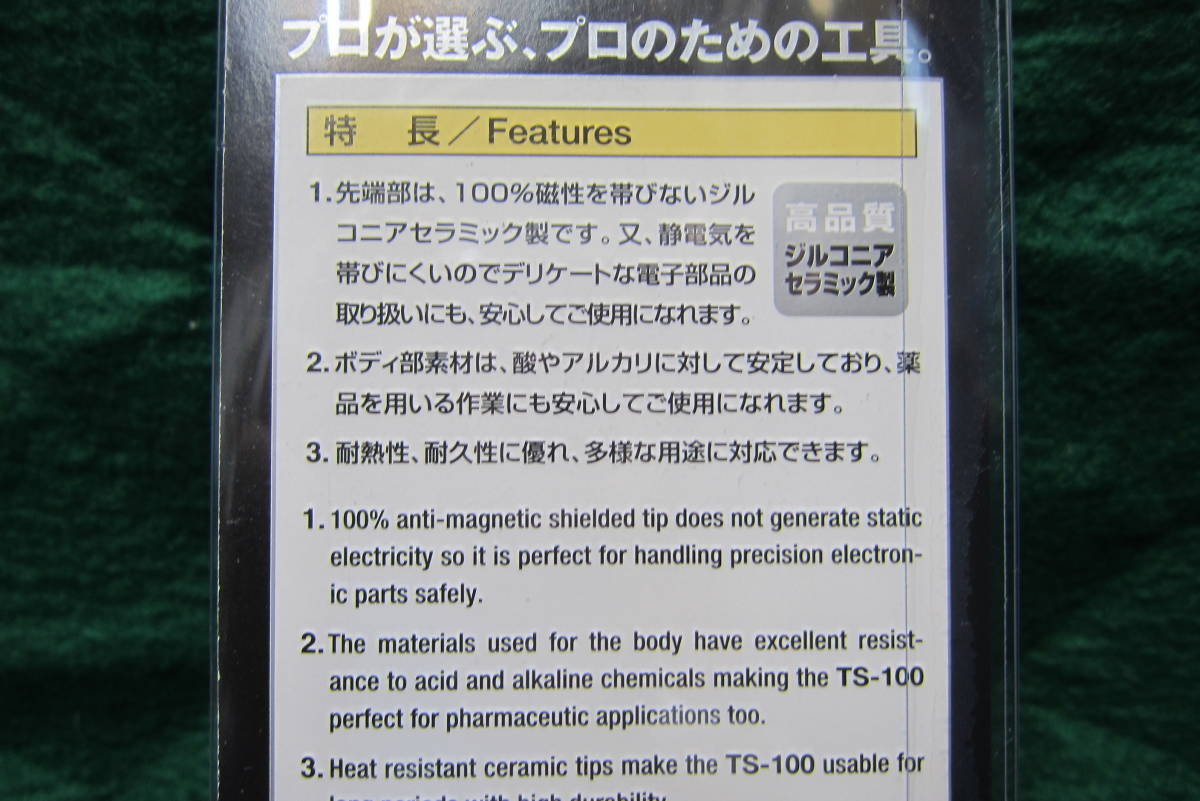 プロが選ぶ、プロのための工具。
特 長／Features
1.先端部は、100%磁性を帯びないジル
コニアセラミック製です。又、静電気を
帯びにくいのでデリケートな電子部品の
取り扱いにも、安心してご使用になれます。
高品質
ジルコニア
セラミック製
2.ボディ部素材は、酸やアルカリに対して安定しており、薬
品を用いる作業にも安心してご使用になれます。
3.耐熱性、耐久性に優れ、多様な用途に対応できます。
1. 100% anti-magnetic shielded tip does not generate static
electricity so it is perfect for handling precision electron-
ic parts safely.
2. The materials used for the body have excellent resist-
ance to acid and alkaline chemicals making the TS-100
perfect for pharmaceutic applications too.
3. Heat resistant ceramic tips make the TS-100 usable for
long periods with high durability.